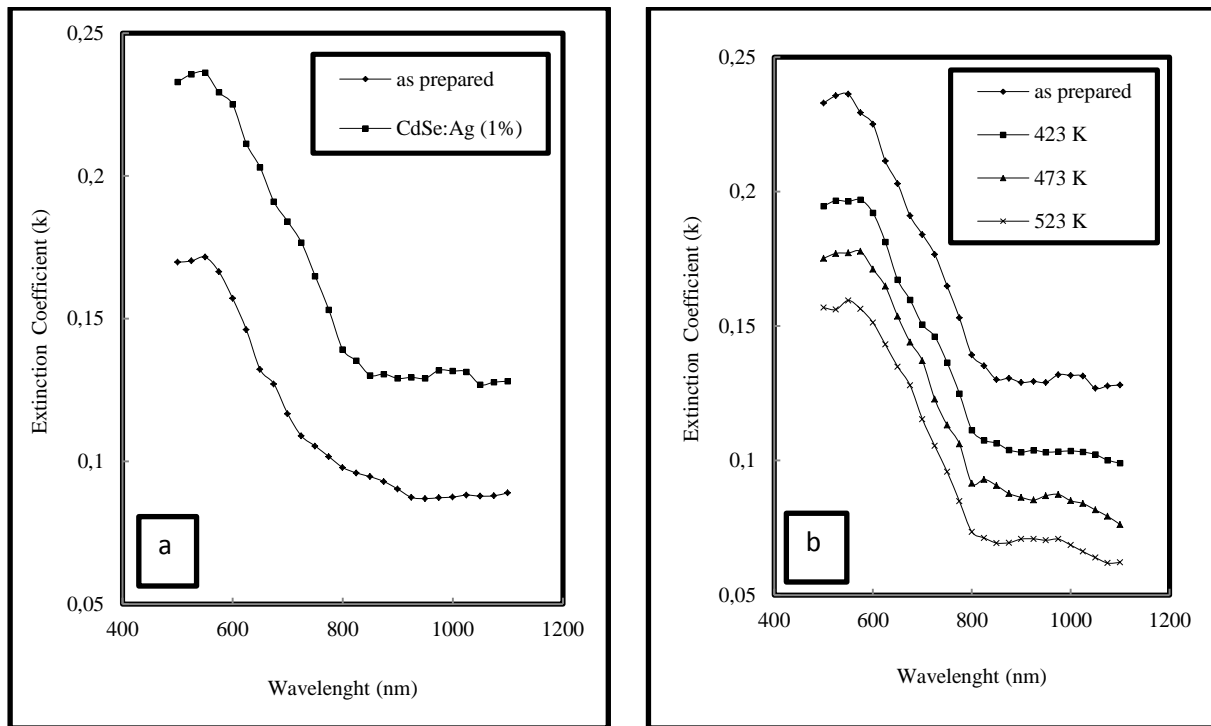 0,25
0,2
0,15
0,1
0,05
400 600 800 1000 1200
Extinction Coefficient (k)
Wavelenght (nm)
as prepared
CdSe:Ag (1%)
a
0,25
0,2
0,15
0,1
0,05
400 600 800 1000 1200
Extinction Coefficient (k)
Wavelenght (nm)
as prepared
423 K
473 K
523 K
b